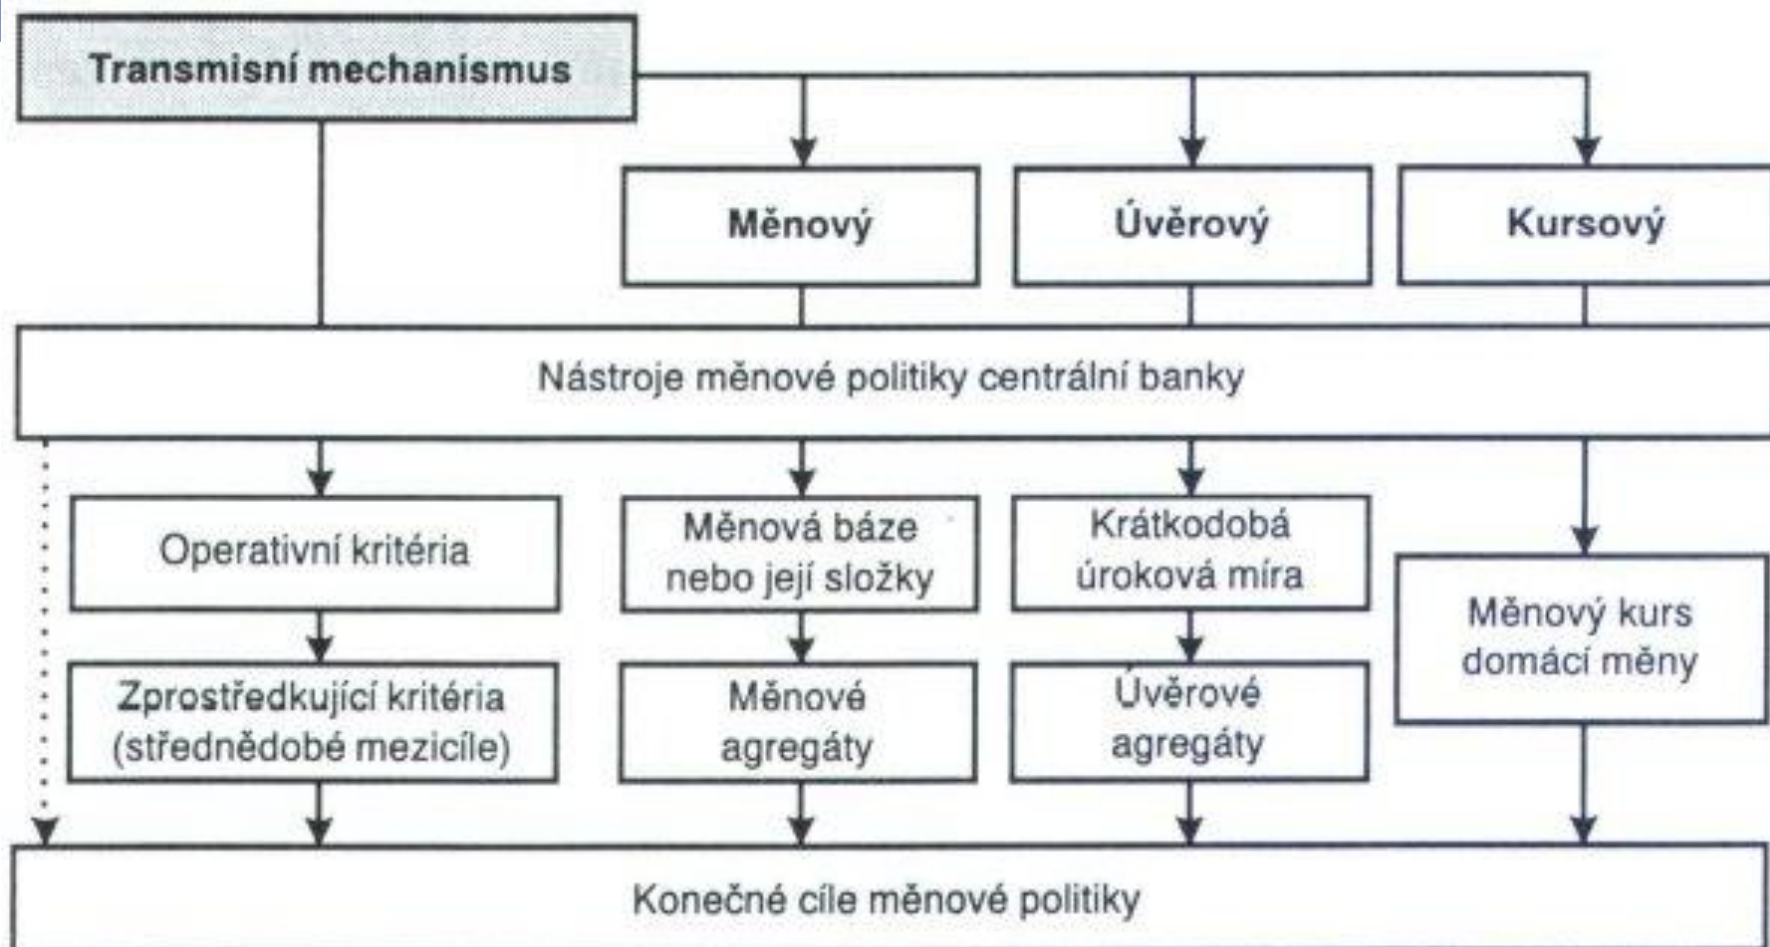 Transmisní mechanismus
Měnový
Úvěrový
Kursový
Nástroje měnové politiky centrální banky
Operativní kritéria
Měnová báze
nebo její složky
Krátkodobá
úroková míra
Měnový kurs
domácí měny
Zprostředkující kritéria
(střednědobé mezicíle)
Měnové
agregáty
Úvěrové
agregáty
Konečné cíle měnové politiky